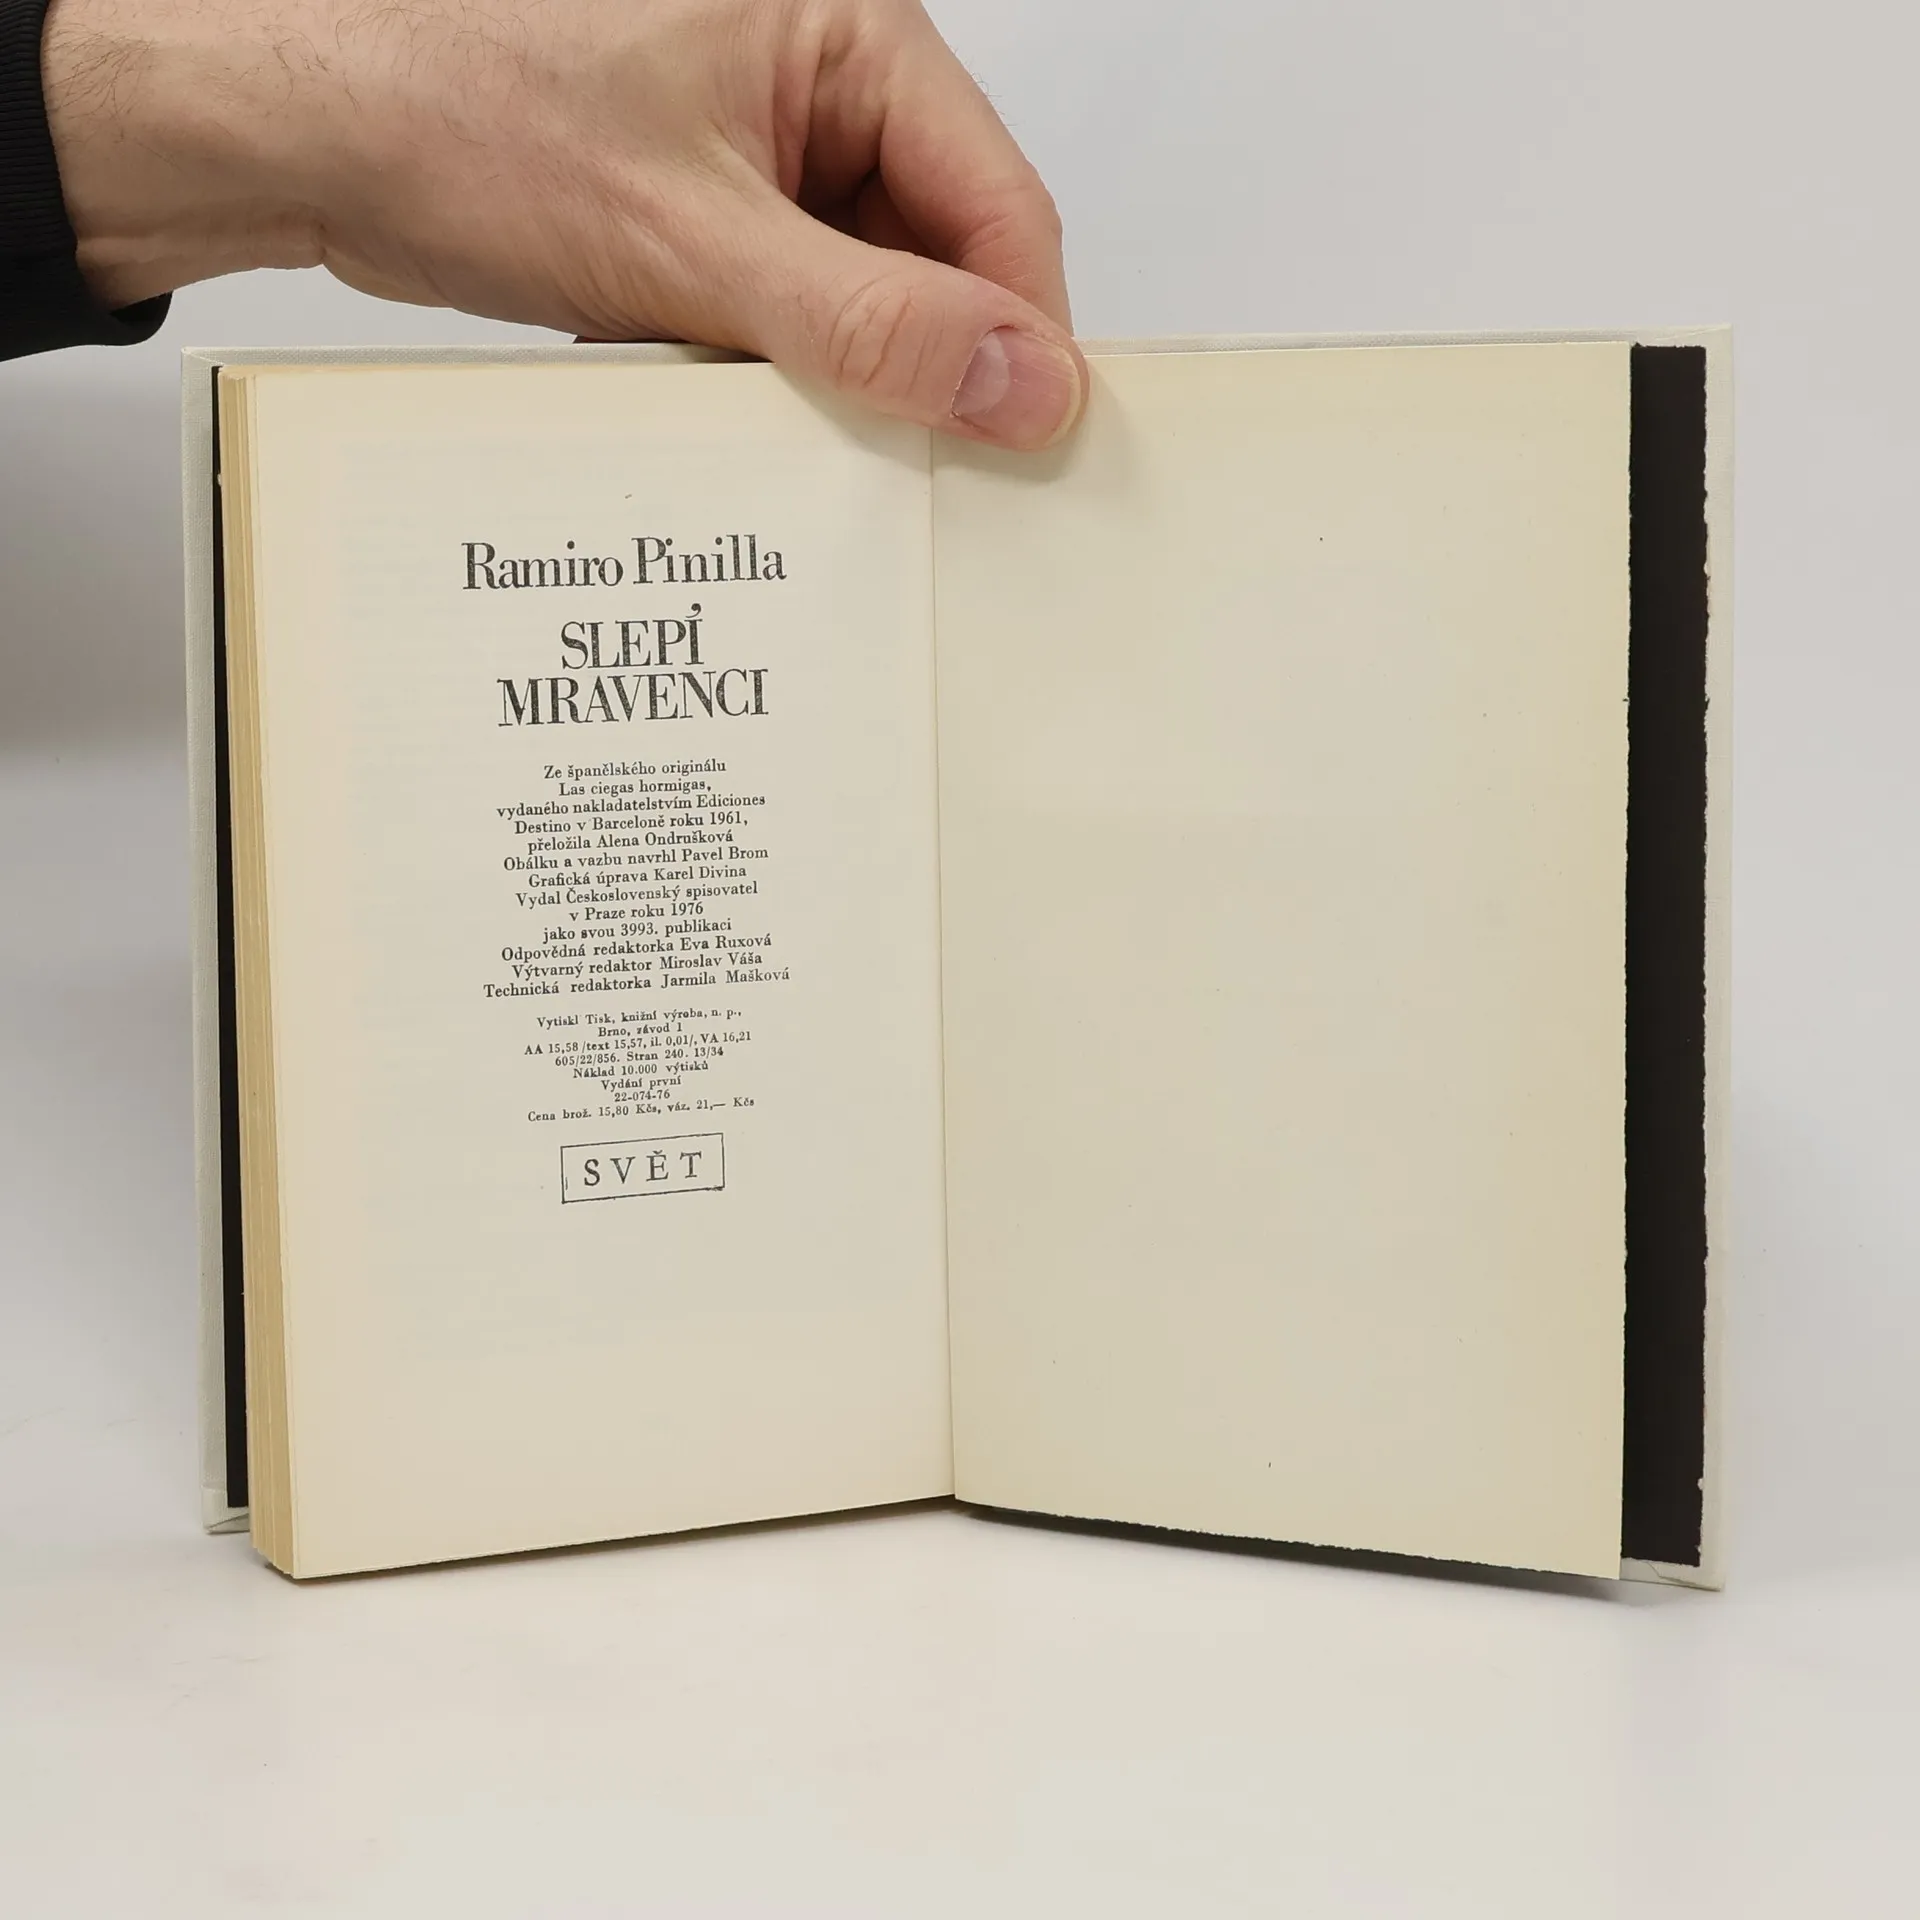 Ramiro Pinilla
SLEPÍ
MRAVENCI
Ze španělského originálu
Las ciegas hormigas,
vydaného nakladatelstvím Ediciones
Destino v Barceloně roku 1961,
přeložila Alena Ondrušková
Obálku a vazbu navrhl Pavel Brom
Grafická úprava Karel Divina
Vydal Československý spisovatel
v Praze roku 1976
jako svou 3993. publikaci
Odpovědná redaktorka Eva Ruxová
Výtvarný redaktor Miroslav Váša
Technická redaktorka Jarmila Mašková
Vytiskl Tisk, knižní výroba, n. p.,
Brno, závod 1
AA 15,58 /text 15,57, il. 0,01/, VA 16,21
605/22/856. Stran 240. 13/34
Náklad 10.000 výtisků
Vydání první
22-074-76
Cena brož. 15,80 Kčs, váz. 21,— Kčs
SVĚT